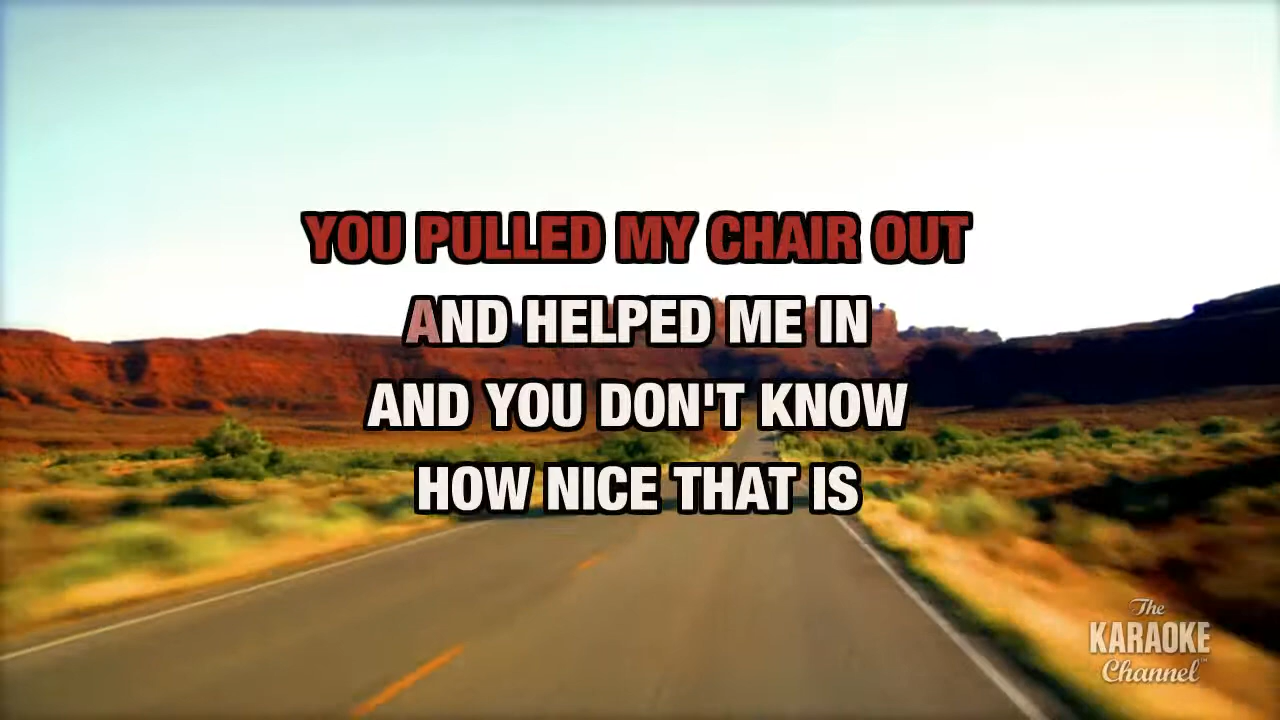 YOU PULLED MY CHAIR OUT
AND HELPED ME IN
AND YOU DON'T KNOW
HOW NICE THAT IS
The
KARAOKE
Channel™